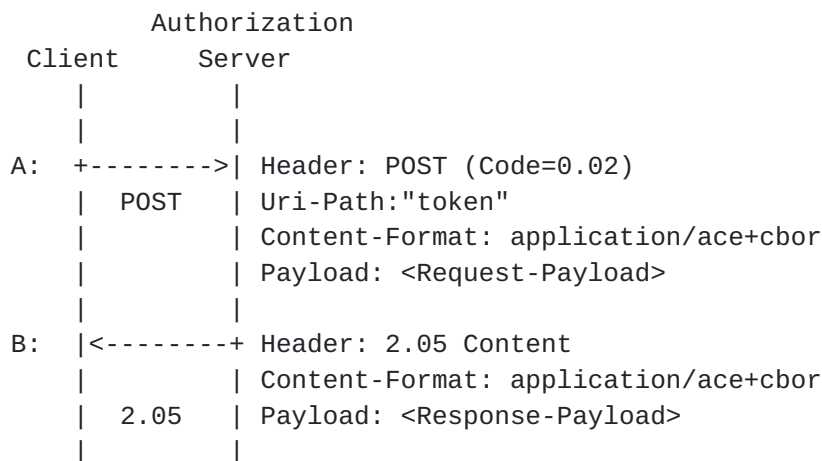 Authorization
Client Server
| |
| |
A: +-------->| Header: POST (Code=0.02)
| POST | Uri-Path:"token"
| | Content-Format: application/ace+cbor
| | Payload: <Request-Payload>
| |
B: |<--------+ Header: 2.05 Content
| | Content-Format: application/ace+cbor
| 2.05 | Payload: <Response-Payload>
| |